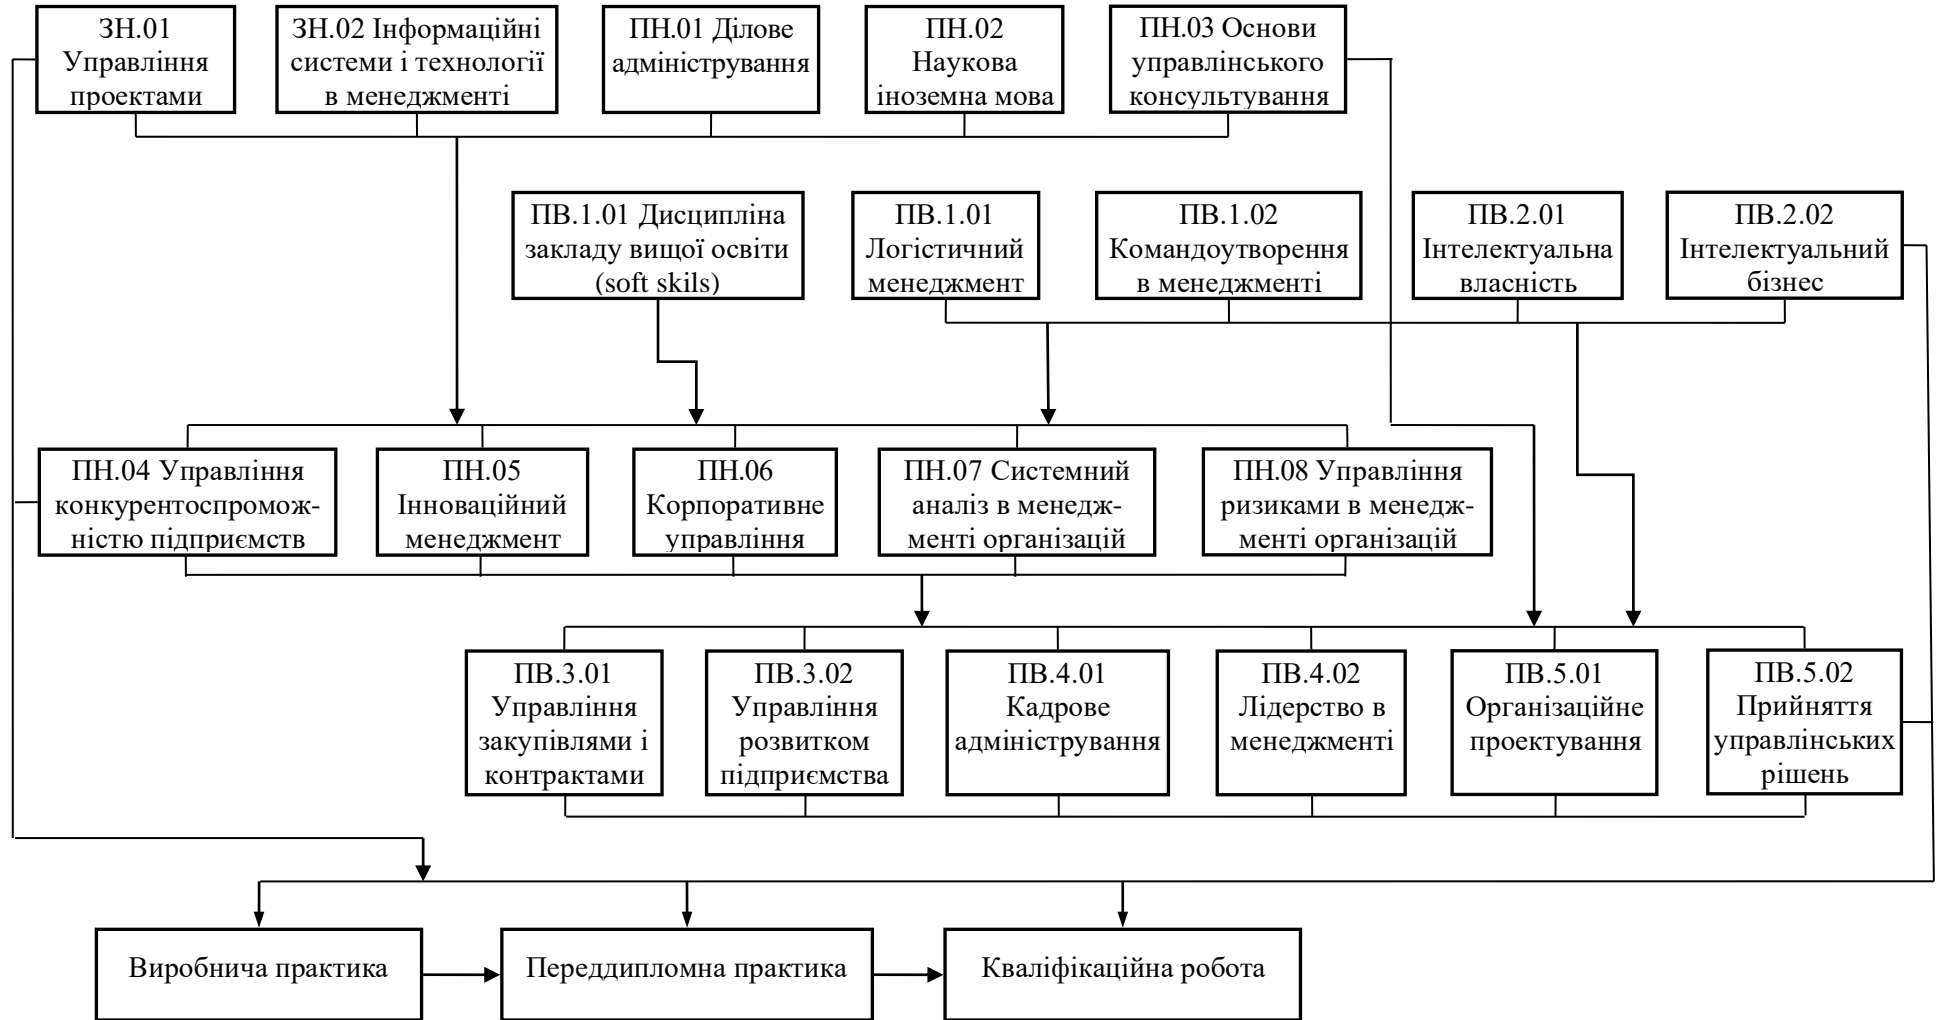 ЗН.01
Управління
проектами
ЗН.02 Інформаційні
системи і технології
в менеджменті
ПН.01 Ділове
адміністрування
ПН.02
Наукова
іноземна мова
ПН.03 Основи
управлінського
консультування
ПВ.1.01 Дисципліна
закладу вищої освіти
(soft skils)
ПВ.1.01
Логістичний
менеджмент
ПВ.1.02
Командоутворення
в менеджменті
ПВ.2.01
Інтелектуальна
власність
ПВ.2.02
Інтелектуальний
бізнес
ПН.04 Управління
конкурентоспромож-
ністю підприємств
ПН.05
Інноваційний
менеджмент
ПН.06
Корпоративне
управління
ПН.07 Системний
аналіз в менедж-
менті організацій
ПН.08 Управління
ризиками в менедж-
менті організацій
ПВ.3.01
Управління
закупівлями і
контрактами
ПВ.3.02
Управління
розвитком
підприємства
ПВ.4.01
Кадрове
адміністрування
ПВ.4.02
Лідерство в
менеджменті
ПВ.5.01
Організаційне
проектування
ПВ.5.02
Прийняття
управлінських
рішень
Виробнича практика
Переддипломна практика
Кваліфікаційна робота